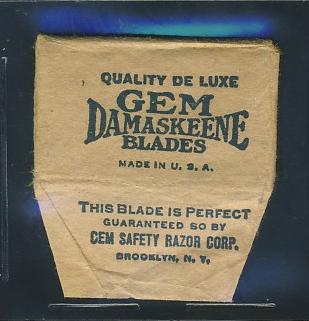 QUALITY DE LUXE
GEM
DAMASKEENE
BLADES
MADE IN U. S. A.
THIS BLADE IS PERFECT
GUARANTEED SO BY
GEM SAFETY RAZOR CORP.
BROOKLYN, N. Y.